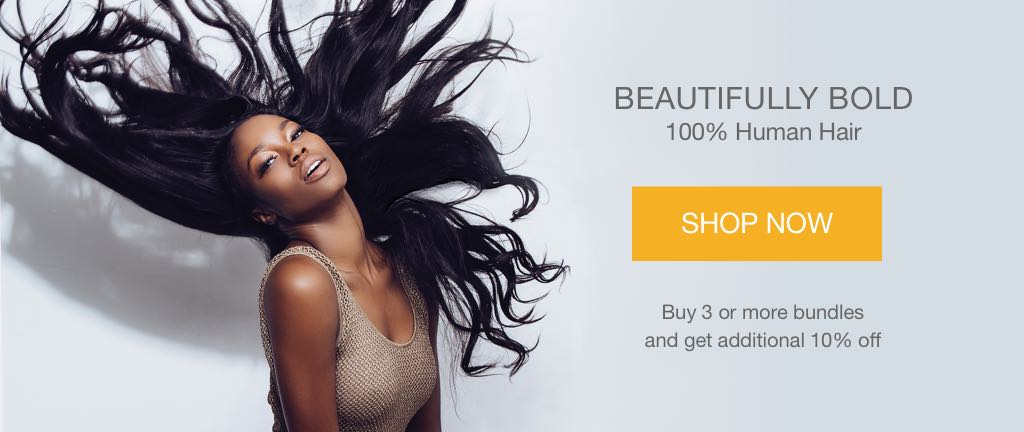 BEAUTIFULLY BOLD
100% Human Hair
SHOP NOW
Buy 3 or more bundles
and get additional 10% off